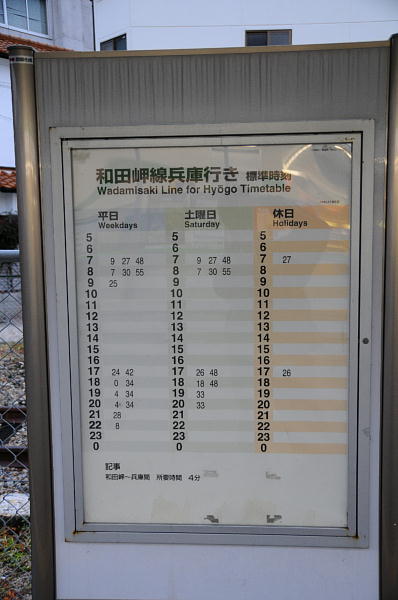 和田岬線兵庫行き 標準時刻
Wadamisaki Line for Hyōgo Timetable
平日 土曜日 休日
Weekdays Saturday Holidays
5 5 5
6 6 6
7 9 27 48 7 9 27 48 7 27
8 7 30 55 8 7 30 55 8
9 25 9 9
10 10 10
11 11 11
12 12 12
13 13 13
14 14 14
15 15 15
16 16 16
17 24 42 17 26 48 17 26
18 0 34 18 18 48 18
19 4 34 19 33 19
20 4 34 20 33 20
21 28 21 21
22 8 22 22
23 23 23
0 0 0
記事
和田岬～兵庫間 所要時間 4分